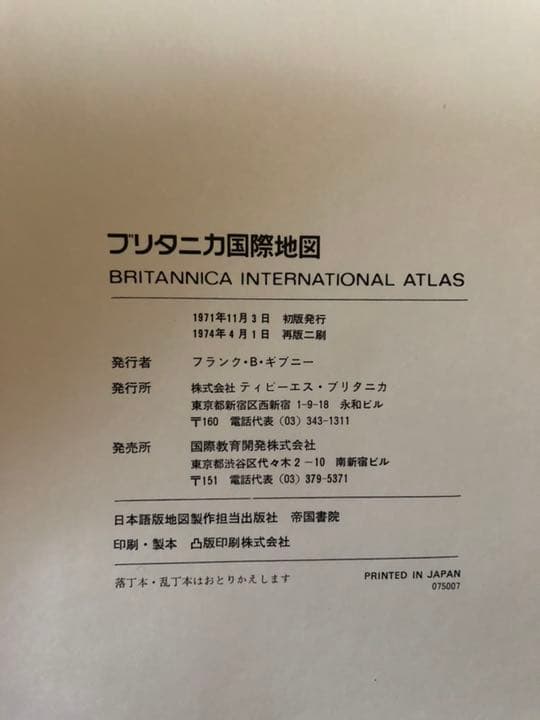 ブリタニカ国際地図
BRITANNICA INTERNATIONAL ATLAS
1971年11月3日 初版発行
1974年4月1日 再版二刷
発行者 フランク・B・ギブニー
発行所 株式会社 ティビーエス・ブリタニカ
東京都新宿区西新宿 1-9-18 永和ビル
〒160 電話代表 (03) 343-1311
発売所 国際教育開発株式会社
東京都渋谷区代々木2-10 南新宿ビル
〒151 電話代表 (03) 379-5371
日本語版地図製作担当出版社 帝国書院
印刷・製本 凸版印刷株式会社
落丁本・乱丁本はおとりかえします PRINTED IN JAPAN
075007